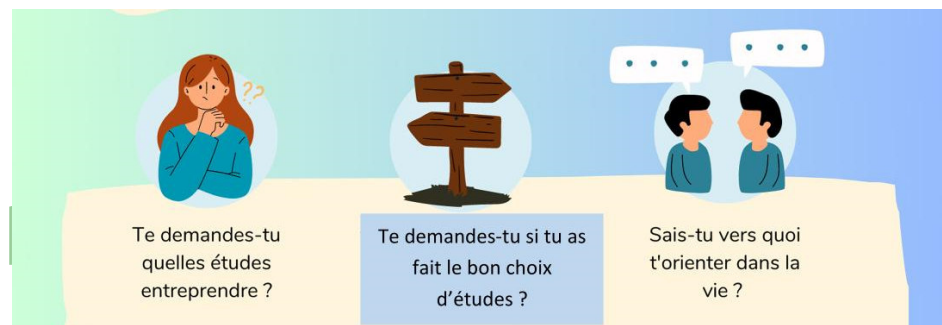 ??
Te demandes-tu
quelles études
entreprendre ?
Te demandes-tu si tu as
fait le bon choix
d’études ?
Sais-tu vers quoi
t'orienter dans la
vie ?